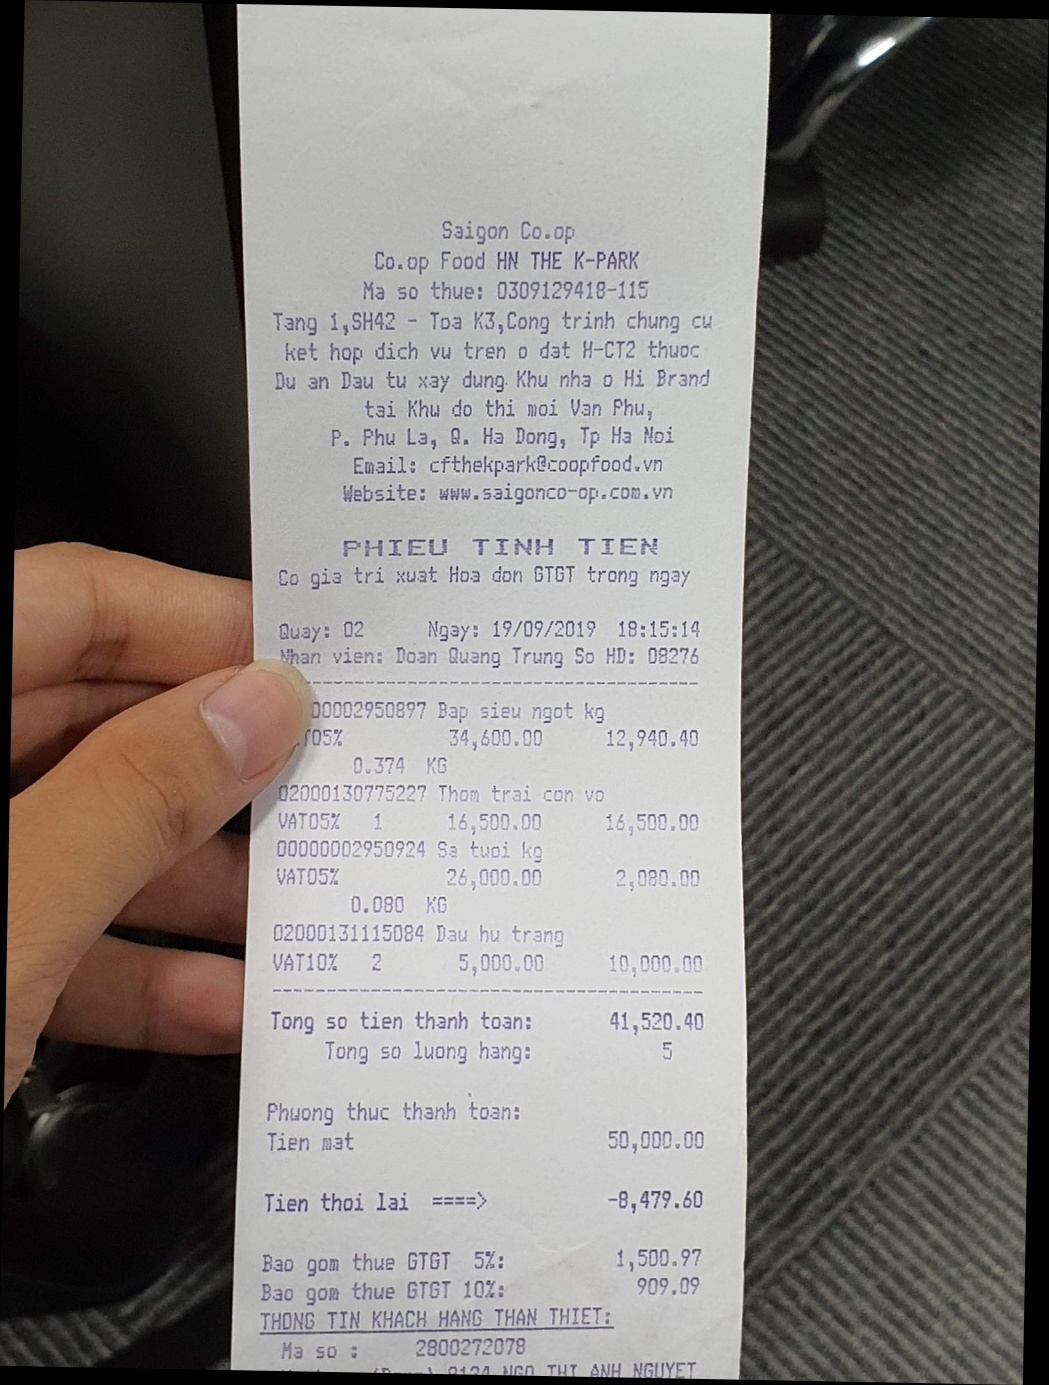 Saigon Co.op
Co.op Food HN THE K-PARK
Ma so thue: 0309129418-115
Tang 1,SH42 - Toa K3,Cong trinh chung cu
ket hop dich vu tren o dat H-CT2 thuoc
Du an Dau tu xay dung Khu nha o Hi Brand
tai Khu do thi moi Van Phu,
P. Phu La, Q. Ha Dong, Tp Ha Noi
Email: cfthekpark@coopfood.vn
Website: www.saigonco-op.com.vn
PHIEU TINH TIEN
Co gia tri xuat Hoa don GTGT trong ngay
Quay: 02 Ngay: 19/09/2019 18:15:14
Nhan vien: Doan Quang Trung So HD: 08276
00002950897 Bap sieu ngot kg
T05% 34,600.00 12,940.40
0.374 KG
02000130775227 Thom trai con vo
VAT05% 1 16,500.00 16,500.00
00000002950924 Sa tuoi kg
VAT05% 26,000.00 2,080.00
0.080 KG
02000131115084 Dau hu trang
VAT10% 2 5,000.00 10,000.00
Tong so tien thanh toan: 41,520.40
Tong so luong hang: 5
Phuong thuc thanh toan:
Tien mat 50,000.00
Tien thoi lai ====> -8,479.60
Bao gom thue GTGT 5%: 1,500.97
Bao gom thue GTGT 10%: 909.09
THONG TIN KHACH HANG THAN THIET:
Ma so : 2800272078
8124 NGO THI ANH NGUYET